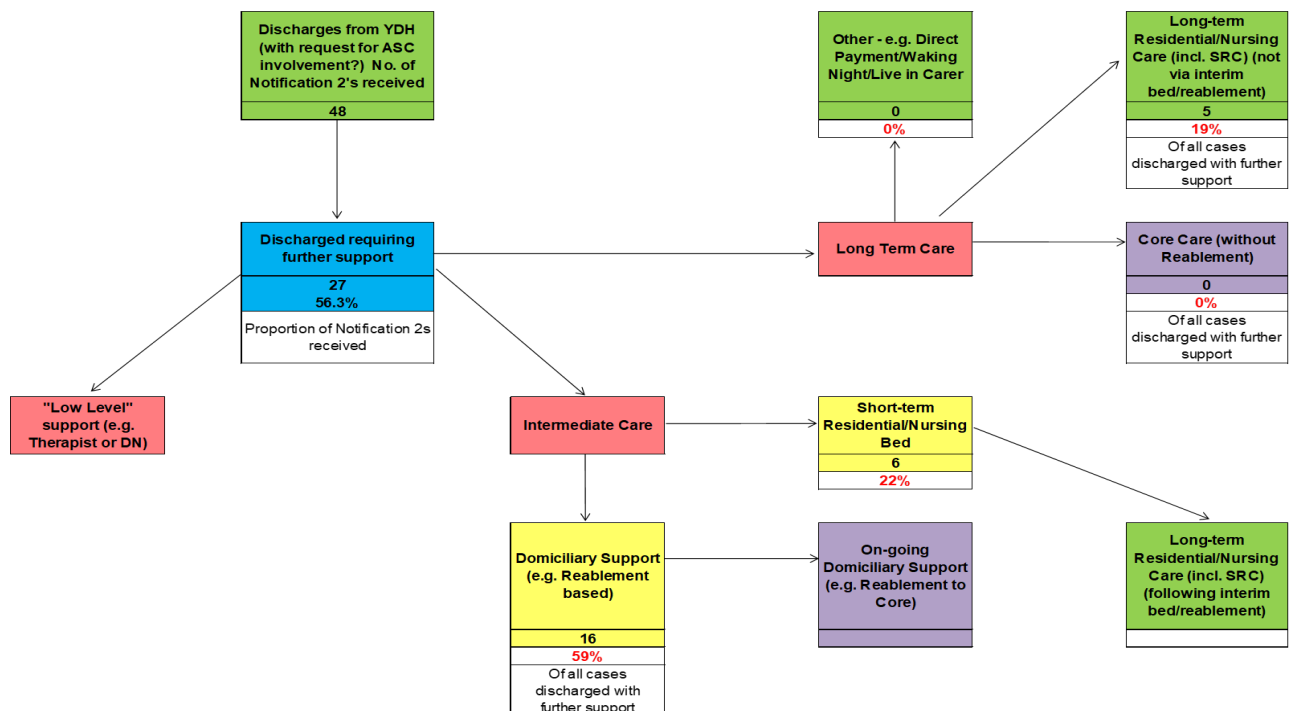 Discharges from YDH
(with request for ASC
involvement?) No. of
Notification 2's received
48
Other - e.g. Direct
Payment/Waking
Night/Live in Carer
0
0%
Long-term
Residential/Nursing
Care (incl. SRC) (not
via interim
bed/reablement)
5
19%
Of all cases
discharged with further
support
Discharged requiring
further support
27
56.3%
Proportion of Notification 2s
received
Long Term Care
Core Care (without
Reablement)
0
0%
Of all cases
discharged with further
support
"Low Level"
support (e.g.
Therapist or DN)
Intermediate Care
Short-term
Residential/Nursing
Bed
6
22%
Domiciliary Support
(e.g. Reablement
based)
16
59%
Of all cases
discharged with
further support
On-going
Domiciliary Support
(e.g. Reablement to
Core)
Long-term
Residential/Nursing
Care (incl. SRC)
(following interim
bed/reablement)